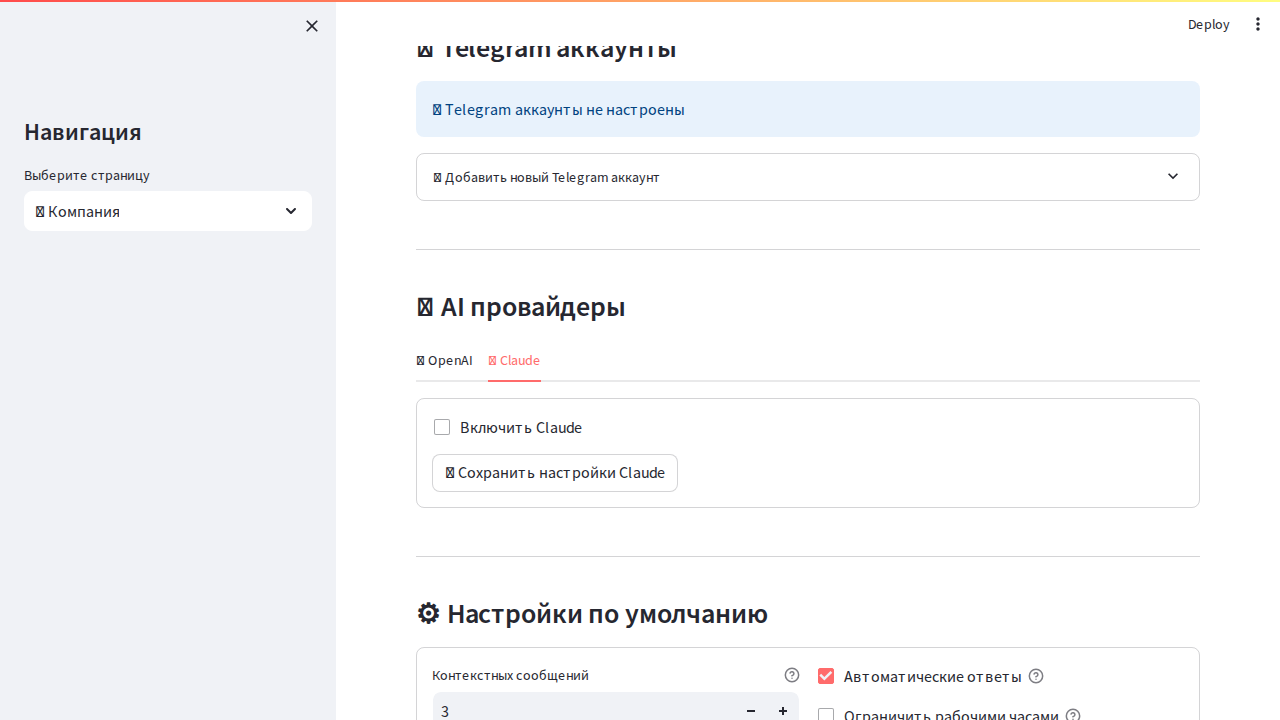 Deploy
Telegram аккаунты
Навигация
Telegram аккаунты не настроены
Выберите страницу
Добавить новый Telegram аккаунт
Компания
AI провайдеры
OpenAI
Claude
Включить Claude
Сохранить настройки Claude
⚙ Настройки по умолчанию
Контекстных сообщений
Автоматические ответы
3
Ограничить рабочими часами